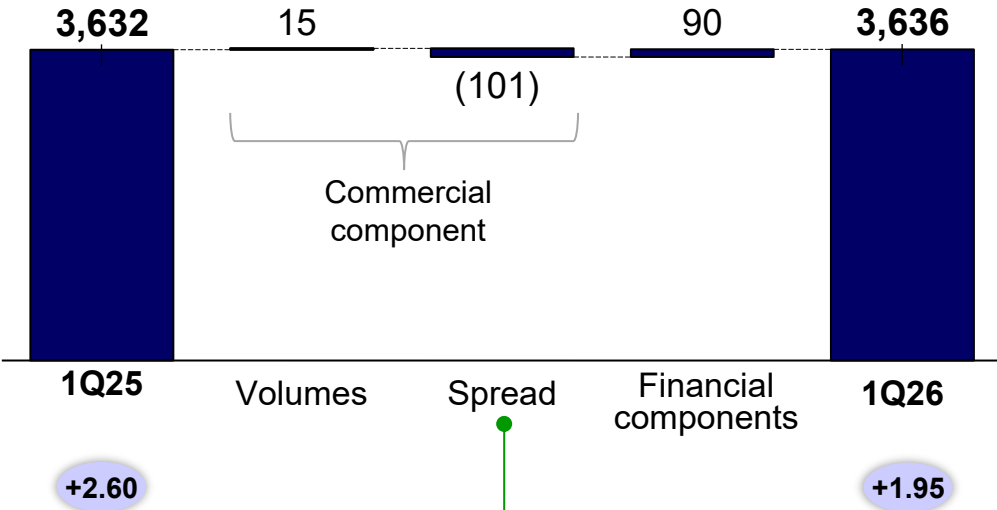 3,632
15
(101)
90
3,636
Commercial
component
1Q25
Volumes
Spread
Financial
components
1Q26
+2.60
+1.95